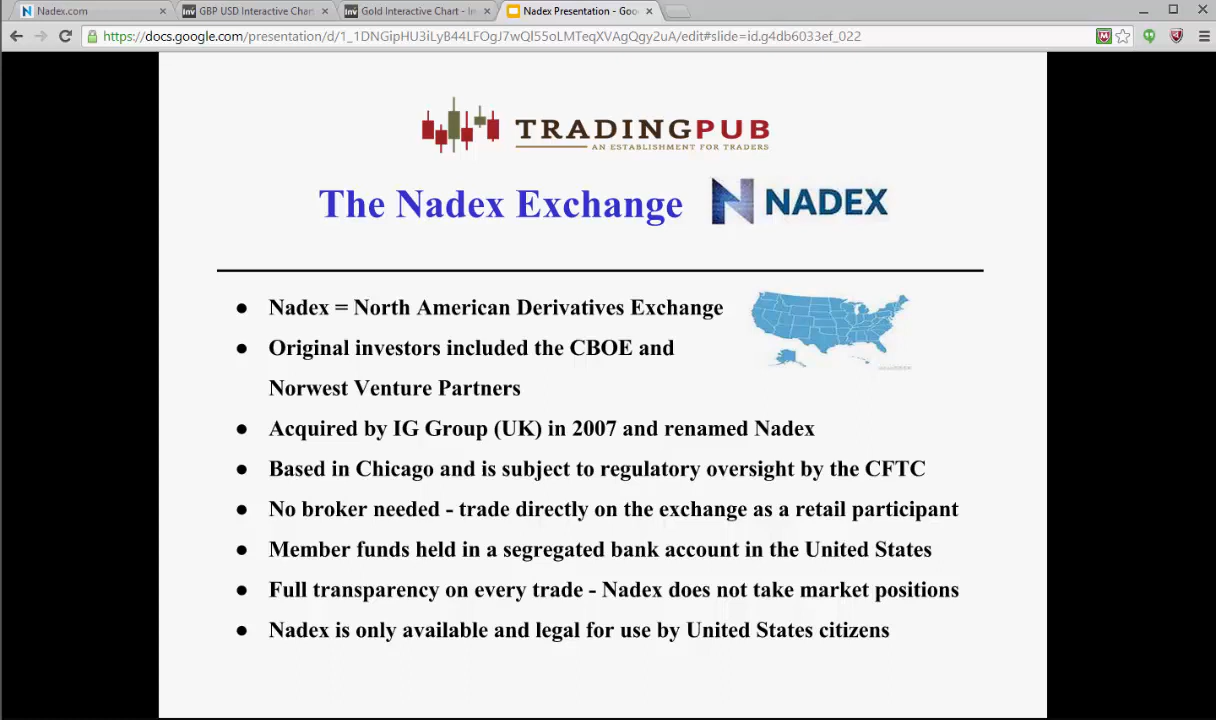 Nadex.com
GBP USD Interactive Char
Gold Interactive Chart - In
Nadex Presentation - Goo
https://docs.google.com/presentation/d/1_1DNGipHU3iLyB44LFOgJ7wQl55oLMTeqXVAgQgy2uA/edit#slide=id.g4db6033ef_022
TRADINGPUB
AN ESTABLISHMENT FOR TRADERS
The Nadex Exchange
NADEX
● Nadex = North American Derivatives Exchange
● Original investors included the CBOE and
Norwest Venture Partners
● Acquired by IG Group (UK) in 2007 and renamed Nadex
● Based in Chicago and is subject to regulatory oversight by the CFTC
● No broker needed - trade directly on the exchange as a retail participant
● Member funds held in a segregated bank account in the United States
● Full transparency on every trade - Nadex does not take market positions
● Nadex is only available and legal for use by United States citizens